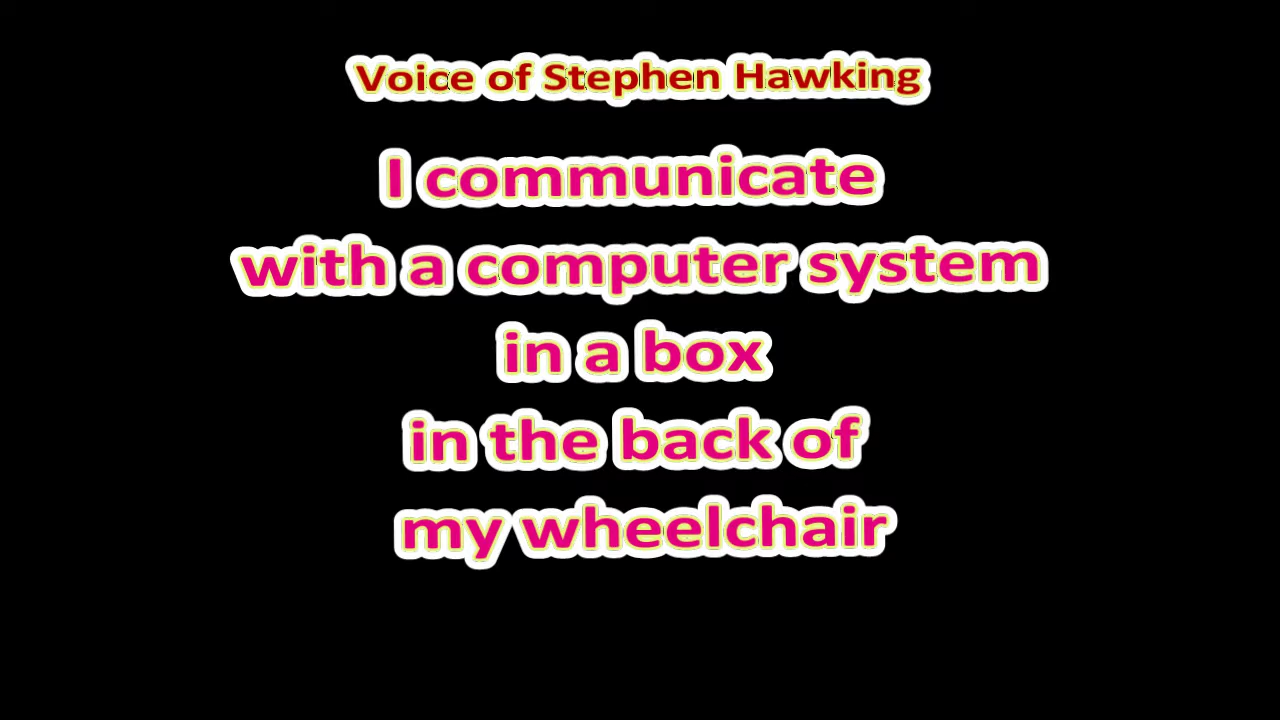 Voice of Stephen Hawking
I communicate
with a computer system
in a box
in the back of
my wheelchair